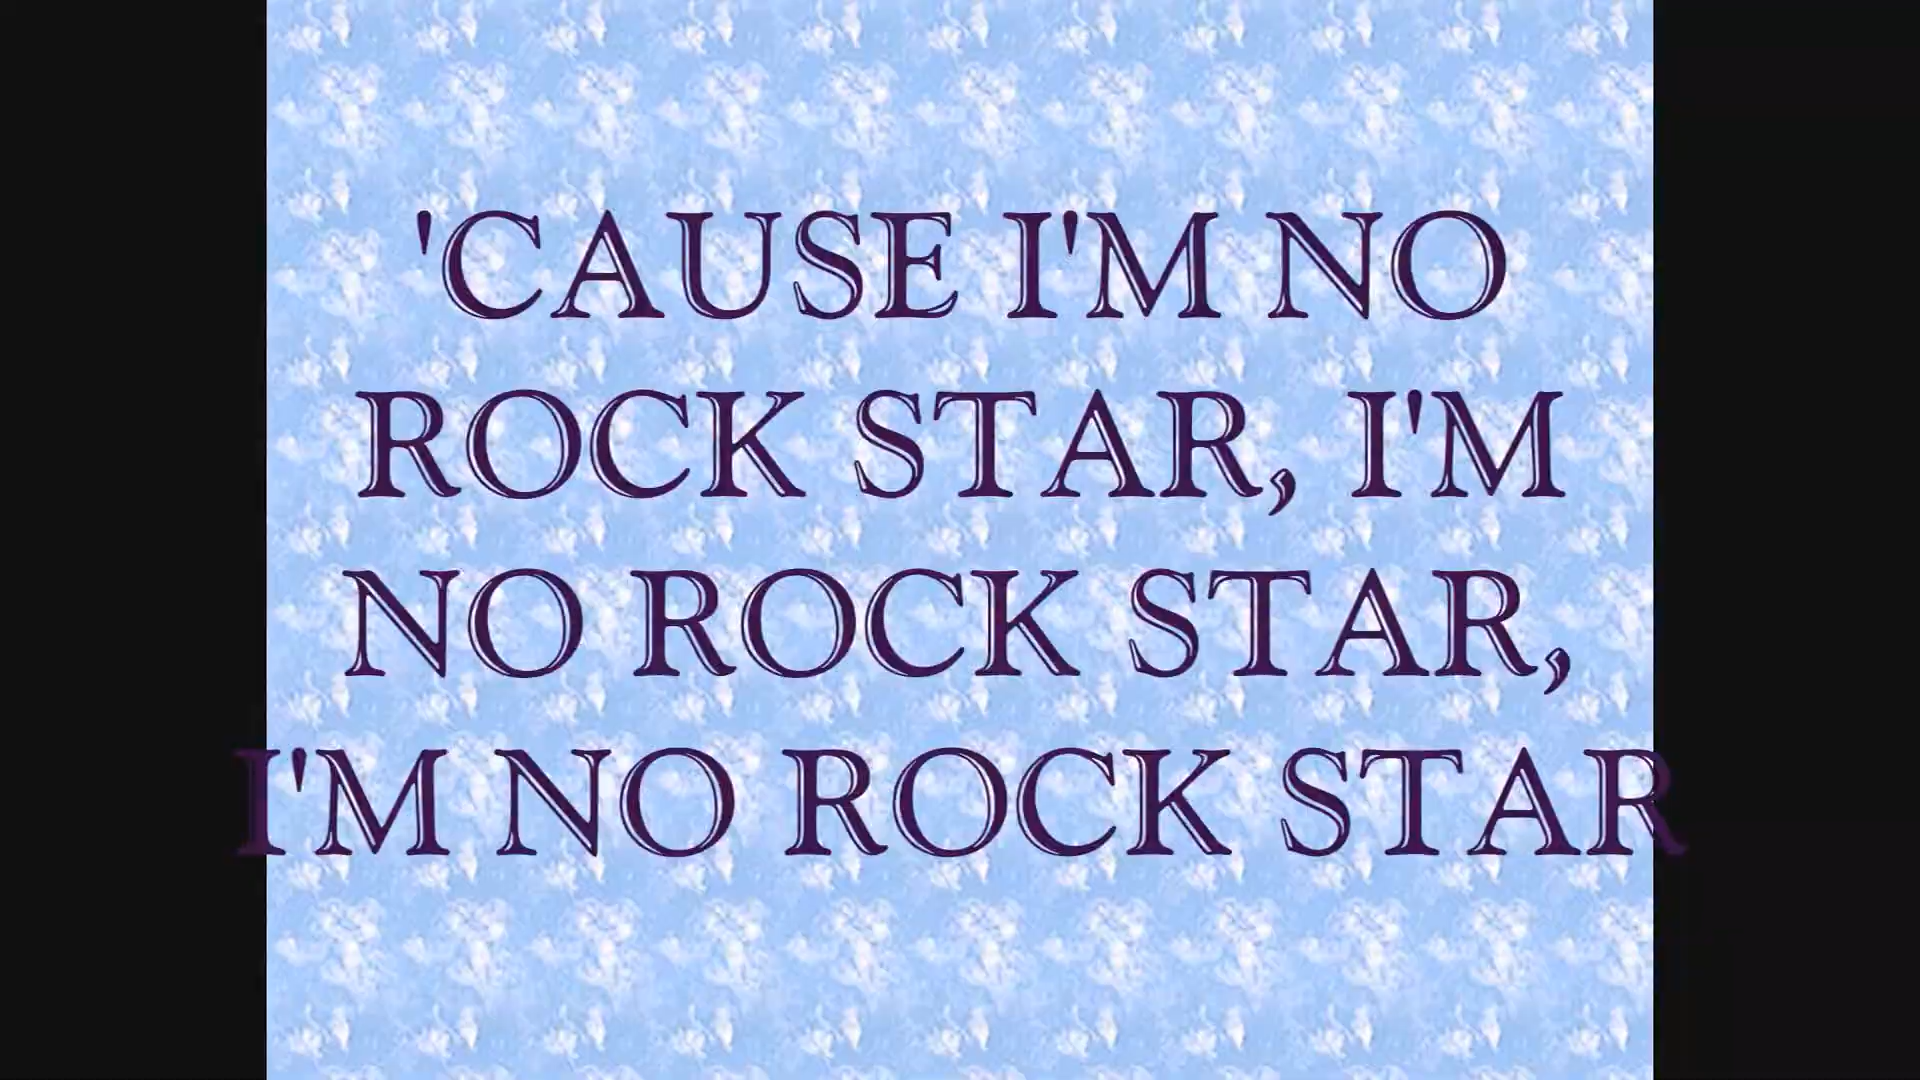 'CAUSE I'M NO
ROCK STAR, I'M
NO ROCK STAR,
I'M NO ROCK STAR